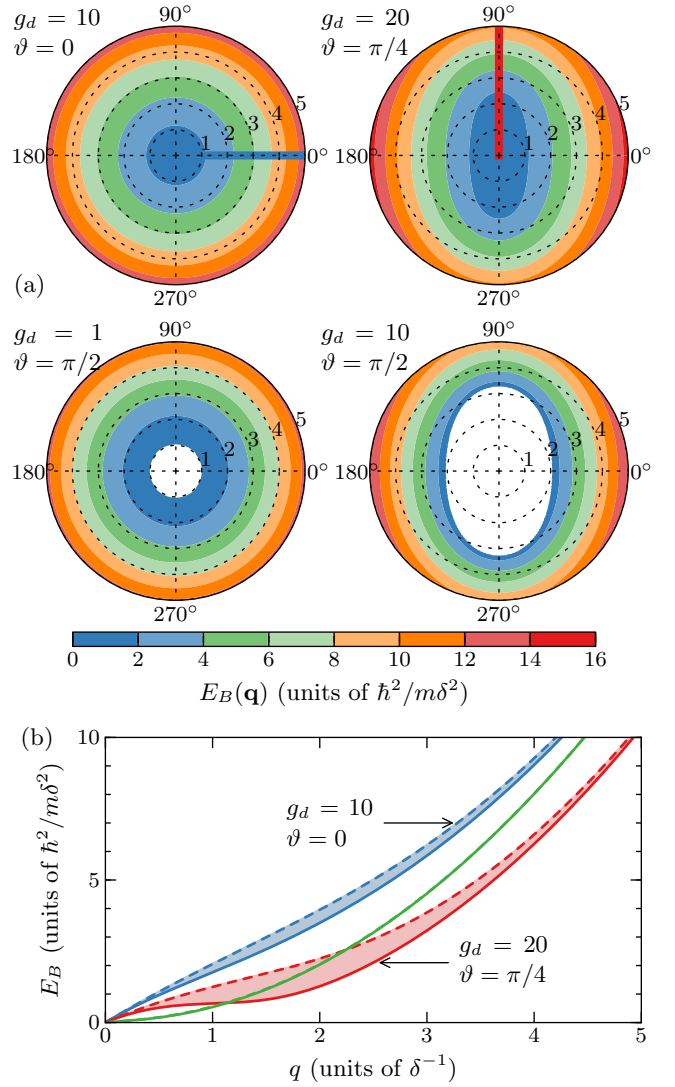 g_d = 10
ϑ = 0
90°
180°
0°
270°
1
2
3
4
5
g_d = 20
ϑ = π/4
90°
180°
0°
270°
1
2
3
4
5
(a)
g_d = 1
ϑ = π/2
90°
180°
0°
270°
1
2
3
4
5
g_d = 10
ϑ = π/2
90°
180°
0°
270°
1
2
3
4
5
0 2 4 6 8 10 12 14 16
E_B(q) (units of ħ²/mδ²)
(b)
10
5
0
E_B (units of ħ²/mδ²)
g_d = 10
ϑ = 0
g_d = 20
ϑ = π/4
0 1 2 3 4 5
q (units of δ⁻¹)